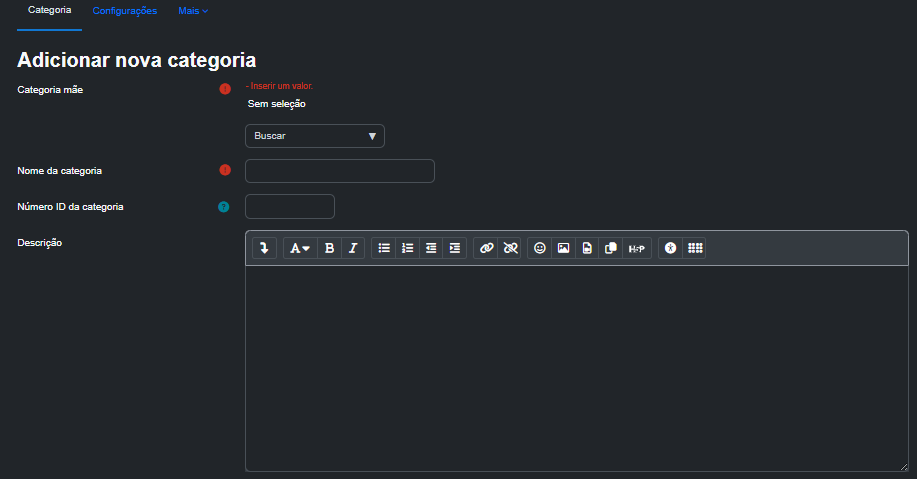 Categoria Configurações Mais
Adicionar nova categoria
Categoria mãe
- Inserir um valor.
Sem seleção
Buscar
Nome da categoria
Número ID da categoria
Descrição
A B I H5P